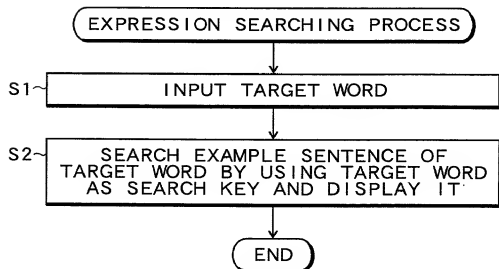 EXPRESSION SEARCHING PROCESS
S1 INPUT TARGET WORD
S2 SEARCH EXAMPLE SENTENCE OF
TARGET WORD BY USING TARGET WORD
AS SEARCH KEY AND DISPLAY IT
END